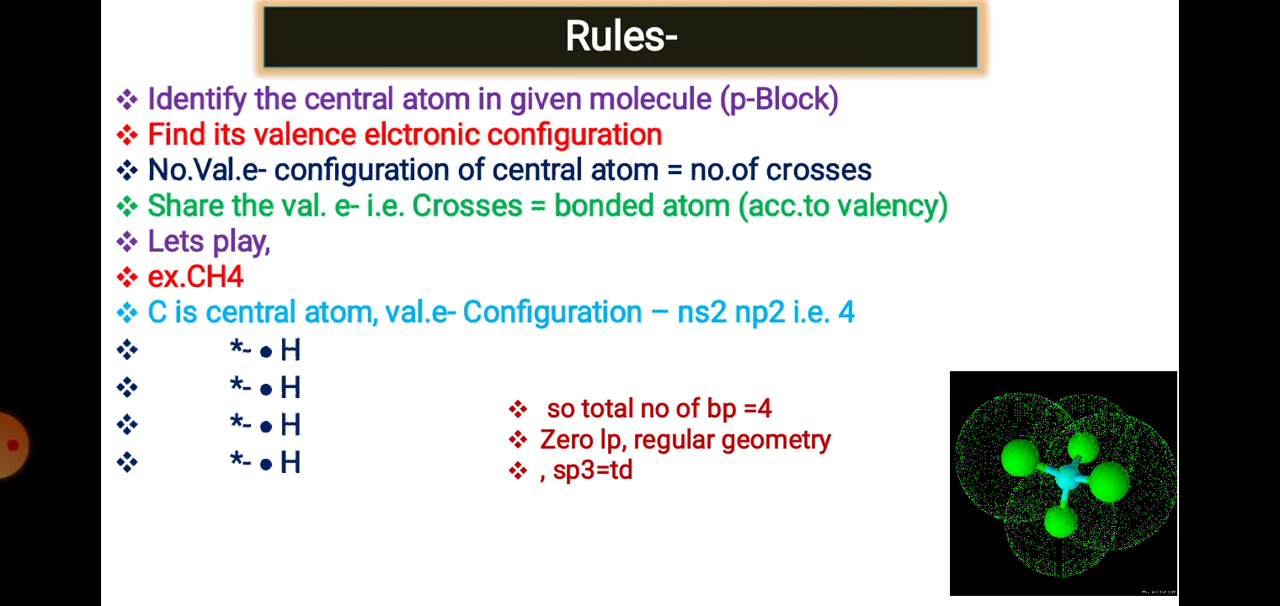 Rules-
❖ Identify the central atom in given molecule (p-Block)
❖ Find its valence elctronic configuration
❖ No.Val.e- configuration of central atom = no.of crosses
❖ Share the val. e- i.e. Crosses = bonded atom (acc.to valency)
❖ Lets play,
❖ ex.CH4
❖ C is central atom, val.e- Configuration – ns2 np2 i.e. 4
❖ *- • H
❖ *- • H
❖ *- • H
❖ *- • H
❖ so total no of bp =4
❖ Zero lp, regular geometry
❖ , sp3=td